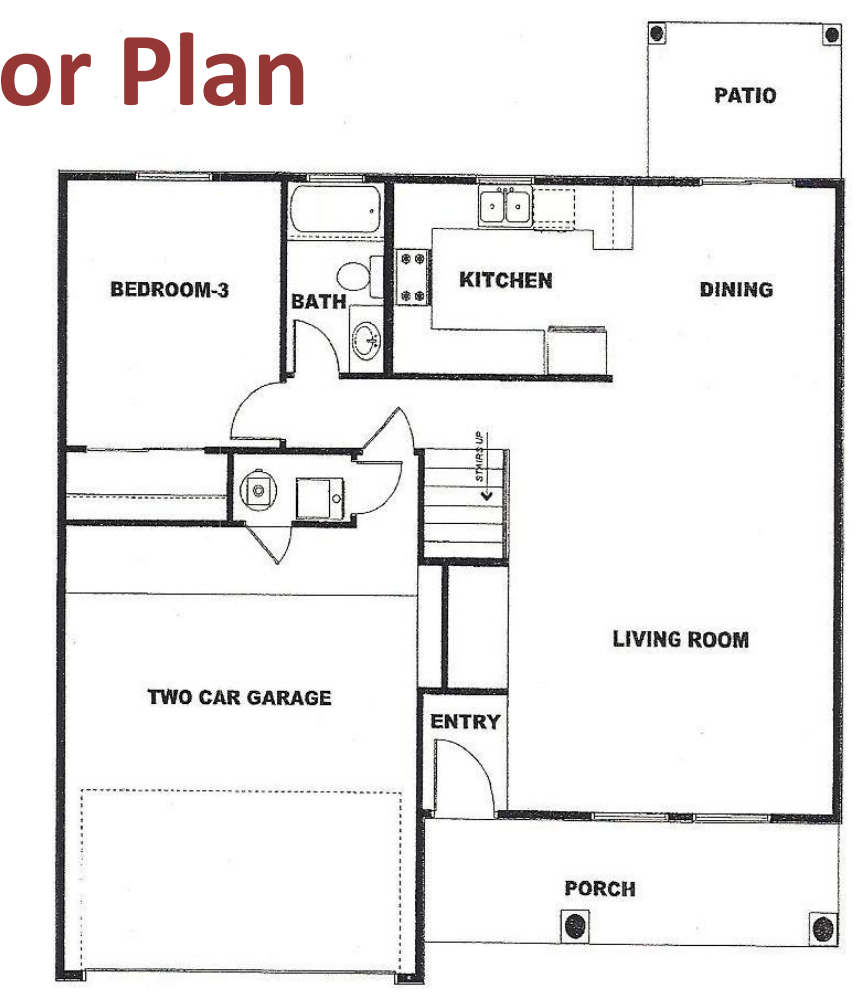 or Plan
PATIO
BEDROOM-3
BATH
KITCHEN
DINING
STAIRS UP
LIVING ROOM
TWO CAR GARAGE
ENTRY
PORCH